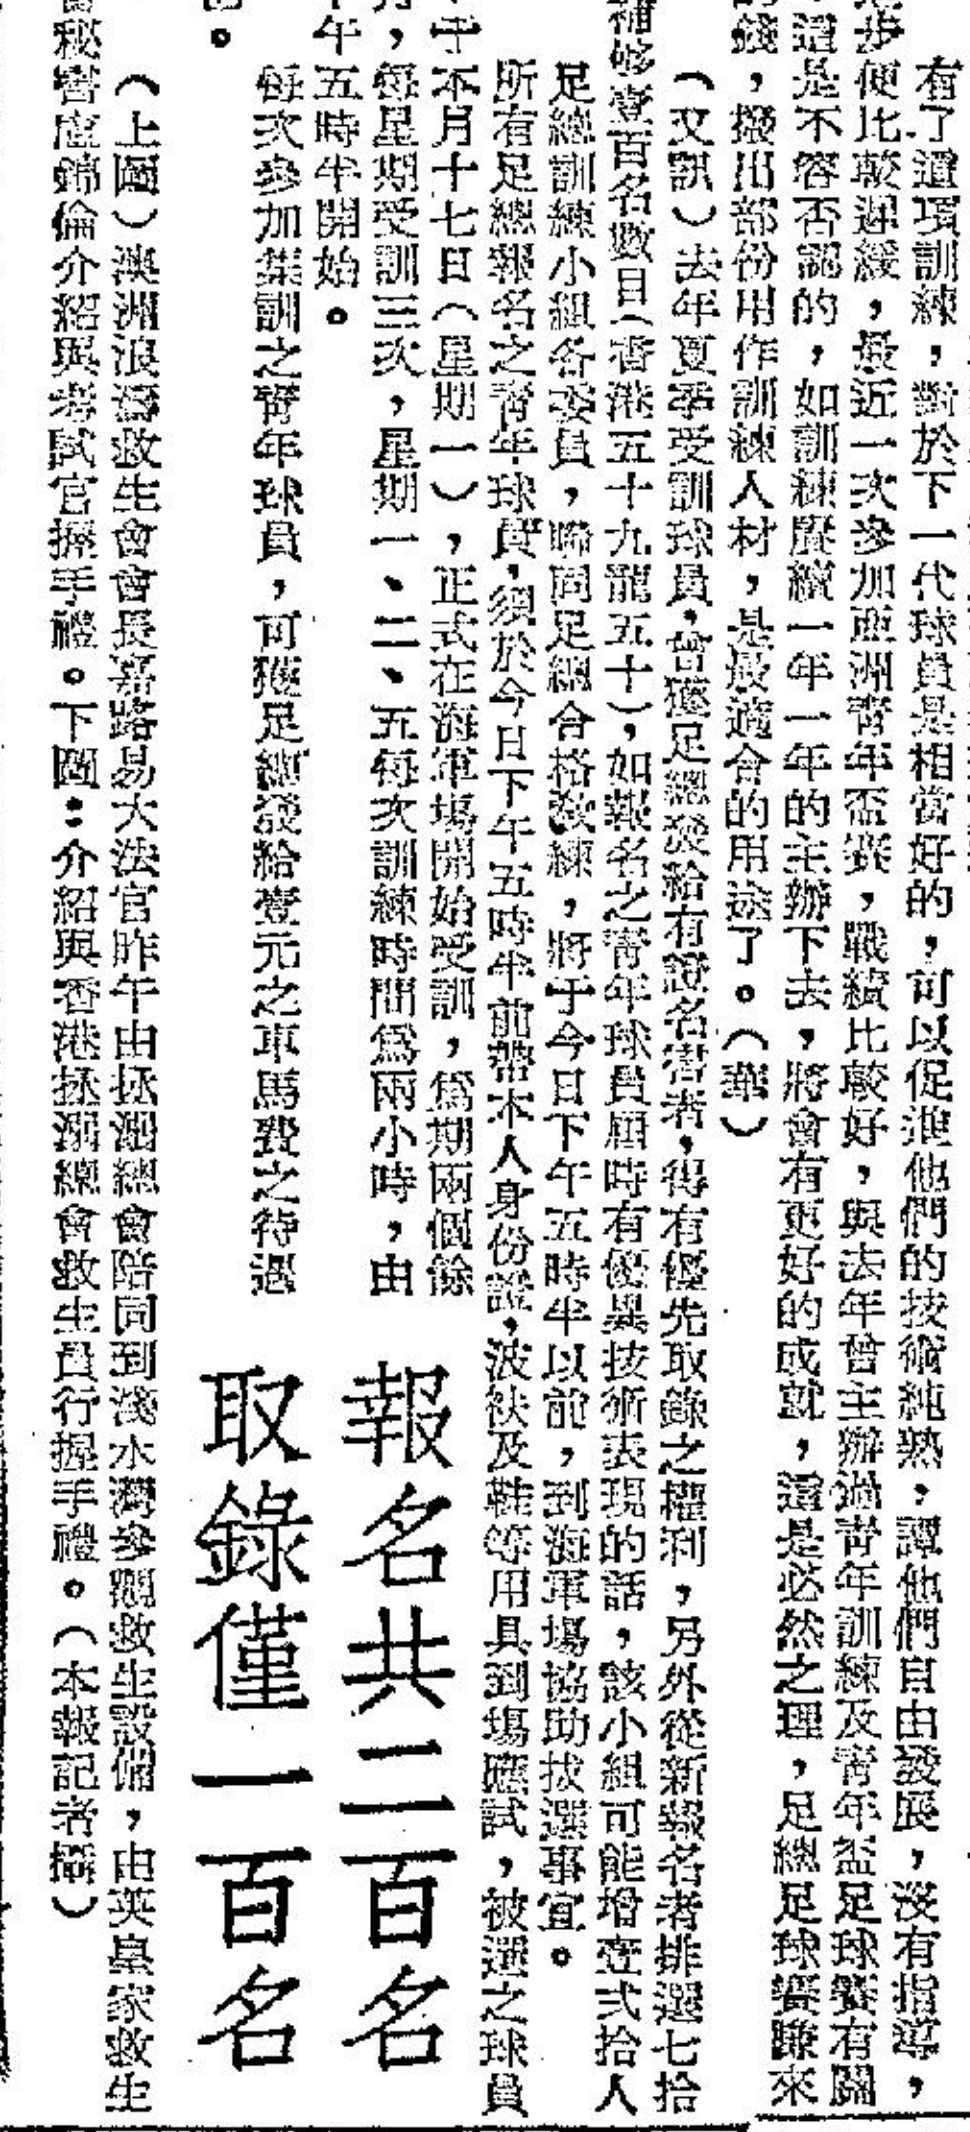 有了這項訓練，對於下一代球員是相當好的，可以促進他們的技術純熟，譚他們自由發展，沒有指導，
進步便比較遲緩，最近一次參加亞洲青年盃賽，戰績比較好，與去年曾主辦過青年訓練及青年盃足球賽有關
這是不容否認的，如訓練賡續一年一年的主辦下去，將會有更好的成就，這是必然之理，足總足球賽賺來
的錢，撥出部份用作訓練人材，是最適合的用途了。（華）
（又訊）去年夏季受訓球員，曾獲足總發給有證名書者，得有優先取錄之權利，另外從新報名者排選七拾
補够壹百名數目（香港五十九龍五十），如報名之靑年球員屆時有優異技術表現的話，該小組可能增壹弍拾人
足總訓練小組各委員，聯同足總合格敎練，將于今日下午五時半以前，到海軍塲協助拔選事宜。
所有足總報名之靑年球員，須於今日下午五時半前帶本人身份證，波袂及鞋等用具到塲應試，被選之球員
于本月十七日（星期一），正式在海軍塲開始受訓，爲期兩個餘
月，每星期受訓三次，星期一、二、五每次訓練時間爲兩小時，由
下午五時半開始。
每次參加集訓之靑年球員，可獲足總發給壹元之車馬費之待遇
報名共二百名
取錄僅一百名
（上圖）澳洲浪濤救生會會長嘉路易大法官昨午由拯溺總會陪同到淺水灣參觀救生設備，由英皇家救生
會秘書盧錦倫介紹與考試官握手禮。下圖：介紹與香港拯溺總會救生員行握手禮。（本報記者攝）